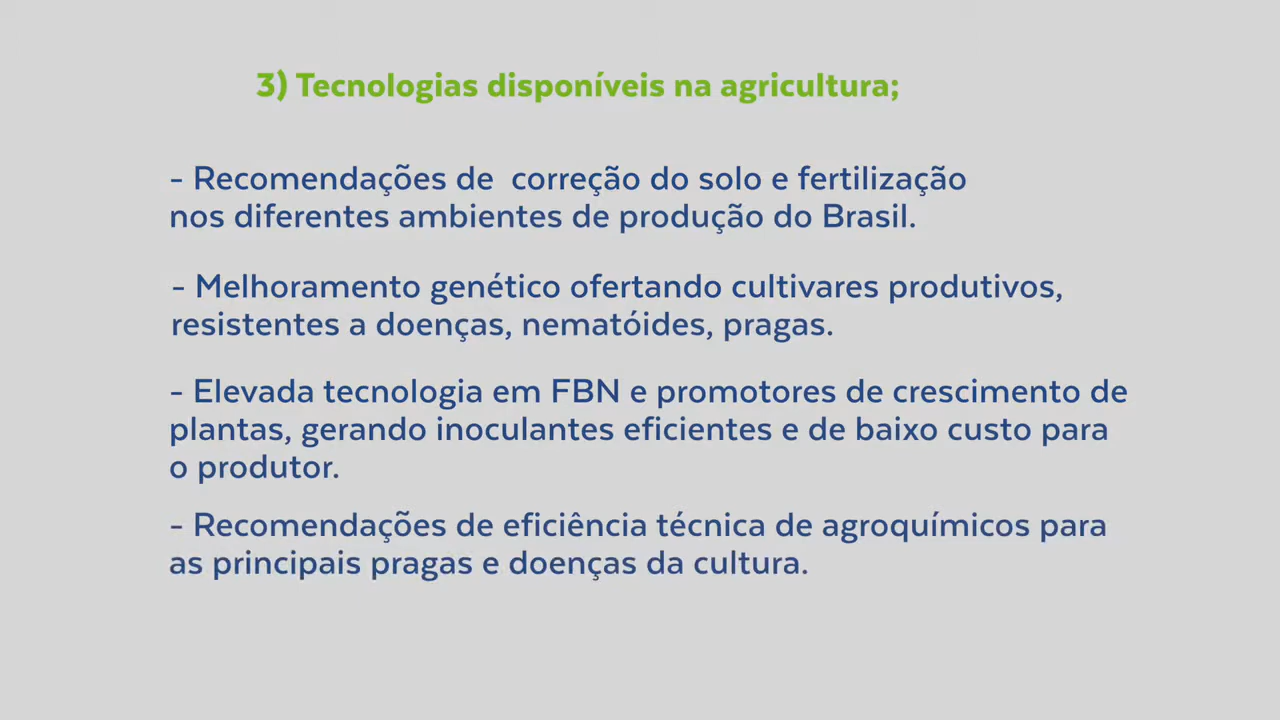 3) Tecnologias disponíveis na agricultura;
- Recomendações de  correção do solo e fertilização
nos diferentes ambientes de produção do Brasil.
- Melhoramento genético ofertando cultivares produtivos,
resistentes a doenças, nematóides, pragas.
- Elevada tecnologia em FBN e promotores de crescimento de
plantas, gerando inoculantes eficientes e de baixo custo para
o produtor.
- Recomendações de eficiência técnica de agroquímicos para
as principais pragas e doenças da cultura.